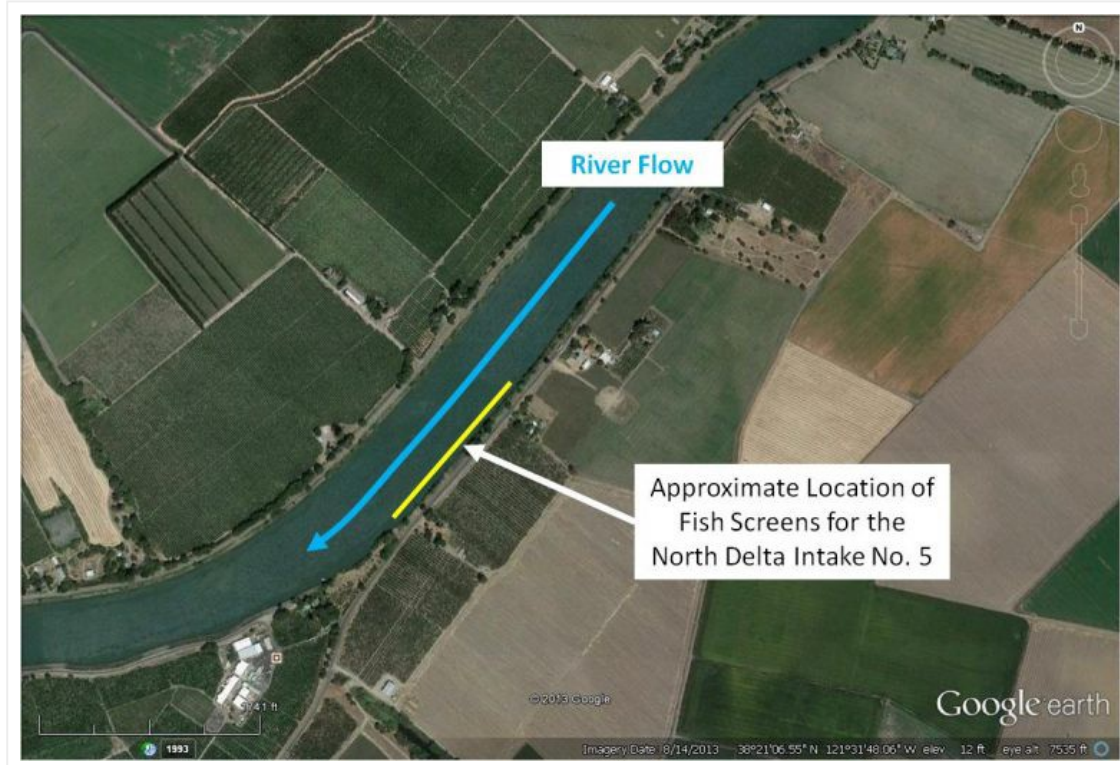 N
River Flow
Approximate Location of
Fish Screens for the
North Delta Intake No. 5
©2013 Google
Google earth
1993
Imagery Date: 8/14/2013 38°21'06.55" N 121°31'48.06" W elev 12 ft eye alt 7535 ft